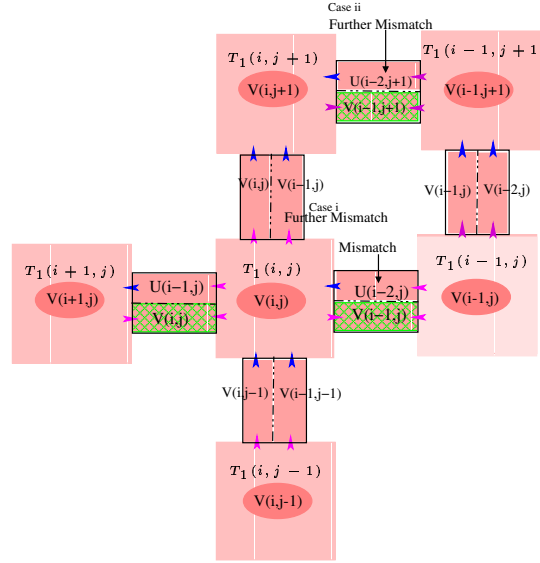 Case ii
Further Mismatch
T₁(i, j + 1)
V(i,j+1)
U(i−2,j+1)
V(i−1,j+1)
T₁(i − 1, j + 1
V(i-1,j+1)
V(i,j)
V(i−1,j)
V(i−1,j)
V(i−2,j)
Case i
Further Mismatch
Mismatch
T₁(i + 1, j)
V(i+1,j)
U(i−1,j)
V(i,j)
T₁(i, j)
V(i,j)
U(i−2,j)
V(i−1,j)
T₁(i − 1, j)
V(i-1,j)
V(i,j−1)
V(i−1,j−1)
T₁(i, j − 1)
V(i,j-1)